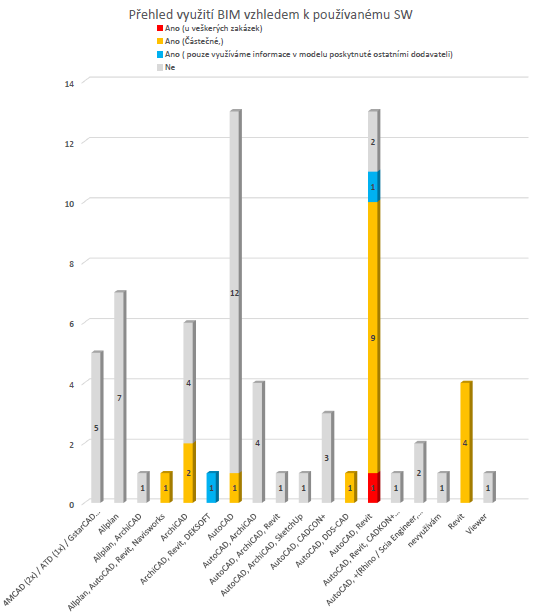 Přehled využití BIM vzhledem k používanému SW
Ano (u veškerých zakázek)
Ano (Částečné,)
Ano ( pouze využíváme informace v modelu poskytnuté ostatními dodavateli)
Ne
14
12
10
8
6
4
2
0
5
7
1
1
2
4
1
1
12
4
1
1
3
1
1
9
1
2
1
2
1
4
1
4MCAD (2x) / ATD (1x) / GstarCAD…
Allplan
Allplan, ArchiCAD
Allplan, AutoCAD, Revit, Navisworks
ArchiCAD
ArchiCAD, Revit, DEKSOFT
AutoCAD
AutoCAD, ArchiCAD
AutoCAD, ArchiCAD, Revit
AutoCAD, ArchiCAD, SketchUp
AutoCAD, CADCON+
AutoCAD, DDS-CAD
AutoCAD, Revit
AutoCAD, Revit, CADKON+…
AutoCAD, +(Rhino / Scia Engineer…
nevyužívám
Revit
Viewer